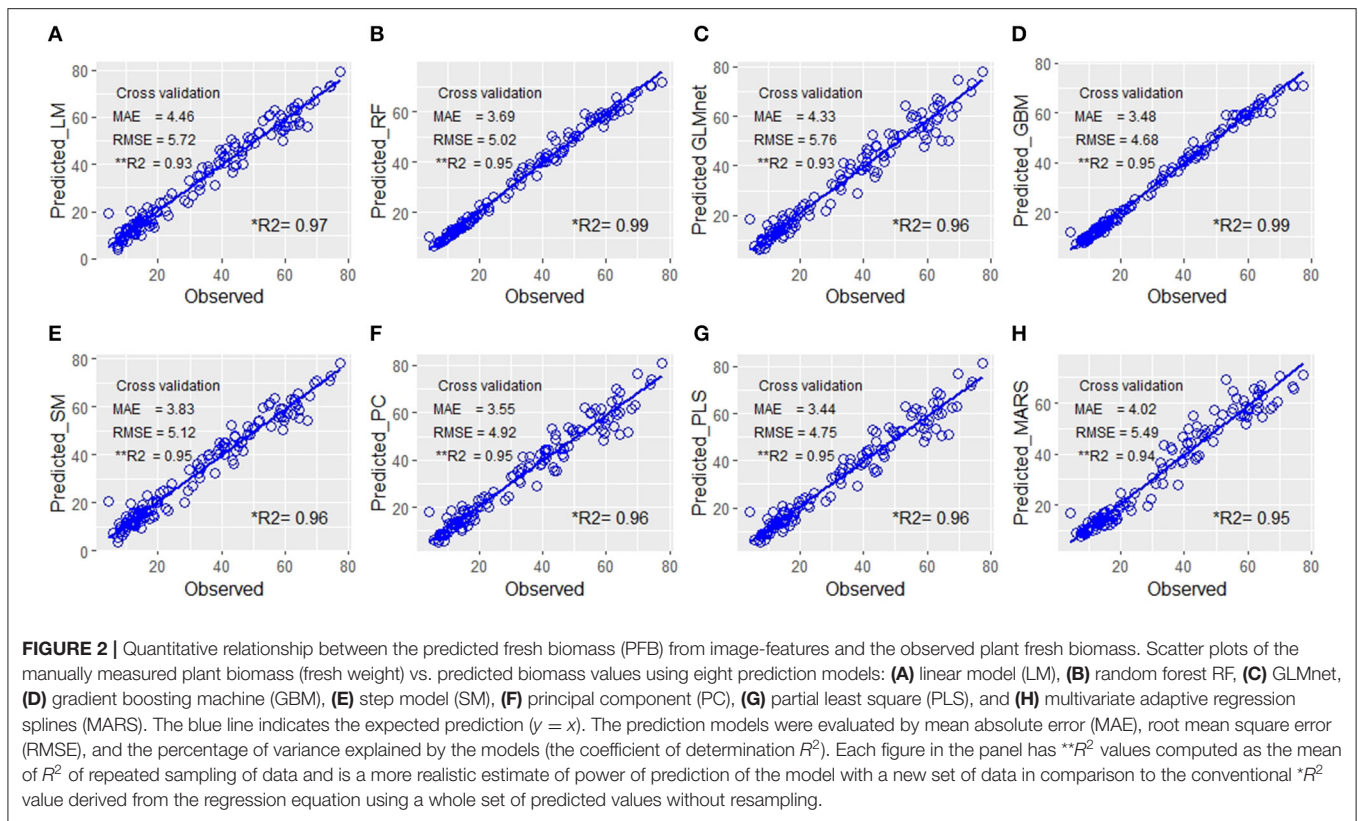 A
Predicted_LM
80
60
40
20
0
Cross validation
MAE = 4.46
RMSE = 5.72
**R2 = 0.93
*R2= 0.97
20 40 60 80
Observed
B
Predicted_RF
60
40
20
Cross validation
MAE = 3.69
RMSE = 5.02
**R2 = 0.95
*R2= 0.99
20 40 60 80
Observed
C
Predicted GLMnet
80
60
40
20
Cross validation
MAE = 4.33
RMSE = 5.76
**R2 = 0.93
*R2= 0.96
20 40 60 80
Observed
D
Predicted_GBM
80
60
40
20
Cross validation
MAE = 3.48
RMSE = 4.68
**R2 = 0.95
*R2= 0.99
20 40 60 80
Observed
E
Predicted_SM
80
60
40
20
0
Cross validation
MAE = 3.83
RMSE = 5.12
**R2 = 0.95
*R2= 0.96
20 40 60 80
Observed
F
Predicted_PC
80
60
40
20
Cross validation
MAE = 3.55
RMSE = 4.92
**R2 = 0.95
*R2= 0.96
20 40 60 80
Observed
G
Predicted_PLS
80
60
40
20
Cross validation
MAE = 3.44
RMSE = 4.75
**R2 = 0.95
*R2= 0.96
20 40 60 80
Observed
H
Predicted_MARS
80
60
40
20
Cross validation
MAE = 4.02
RMSE = 5.49
**R2 = 0.94
*R2= 0.95
20 40 60 80
Observed
FIGURE 2 | Quantitative relationship between the predicted fresh biomass (PFB) from image-features and the observed plant fresh biomass. Scatter plots of the
manually measured plant biomass (fresh weight) vs. predicted biomass values using eight prediction models: (A) linear model (LM), (B) random forest RF, (C) GLMnet,
(D) gradient boosting machine (GBM), (E) step model (SM), (F) principal component (PC), (G) partial least square (PLS), and (H) multivariate adaptive regression
splines (MARS). The blue line indicates the expected prediction (y = x). The prediction models were evaluated by mean absolute error (MAE), root mean square error
(RMSE), and the percentage of variance explained by the models (the coefficient of determination R²). Each figure in the panel has **R² values computed as the mean
of R² of repeated sampling of data and is a more realistic estimate of power of prediction of the model with a new set of data in comparison to the conventional *R²
value derived from the regression equation using a whole set of predicted values without resampling.